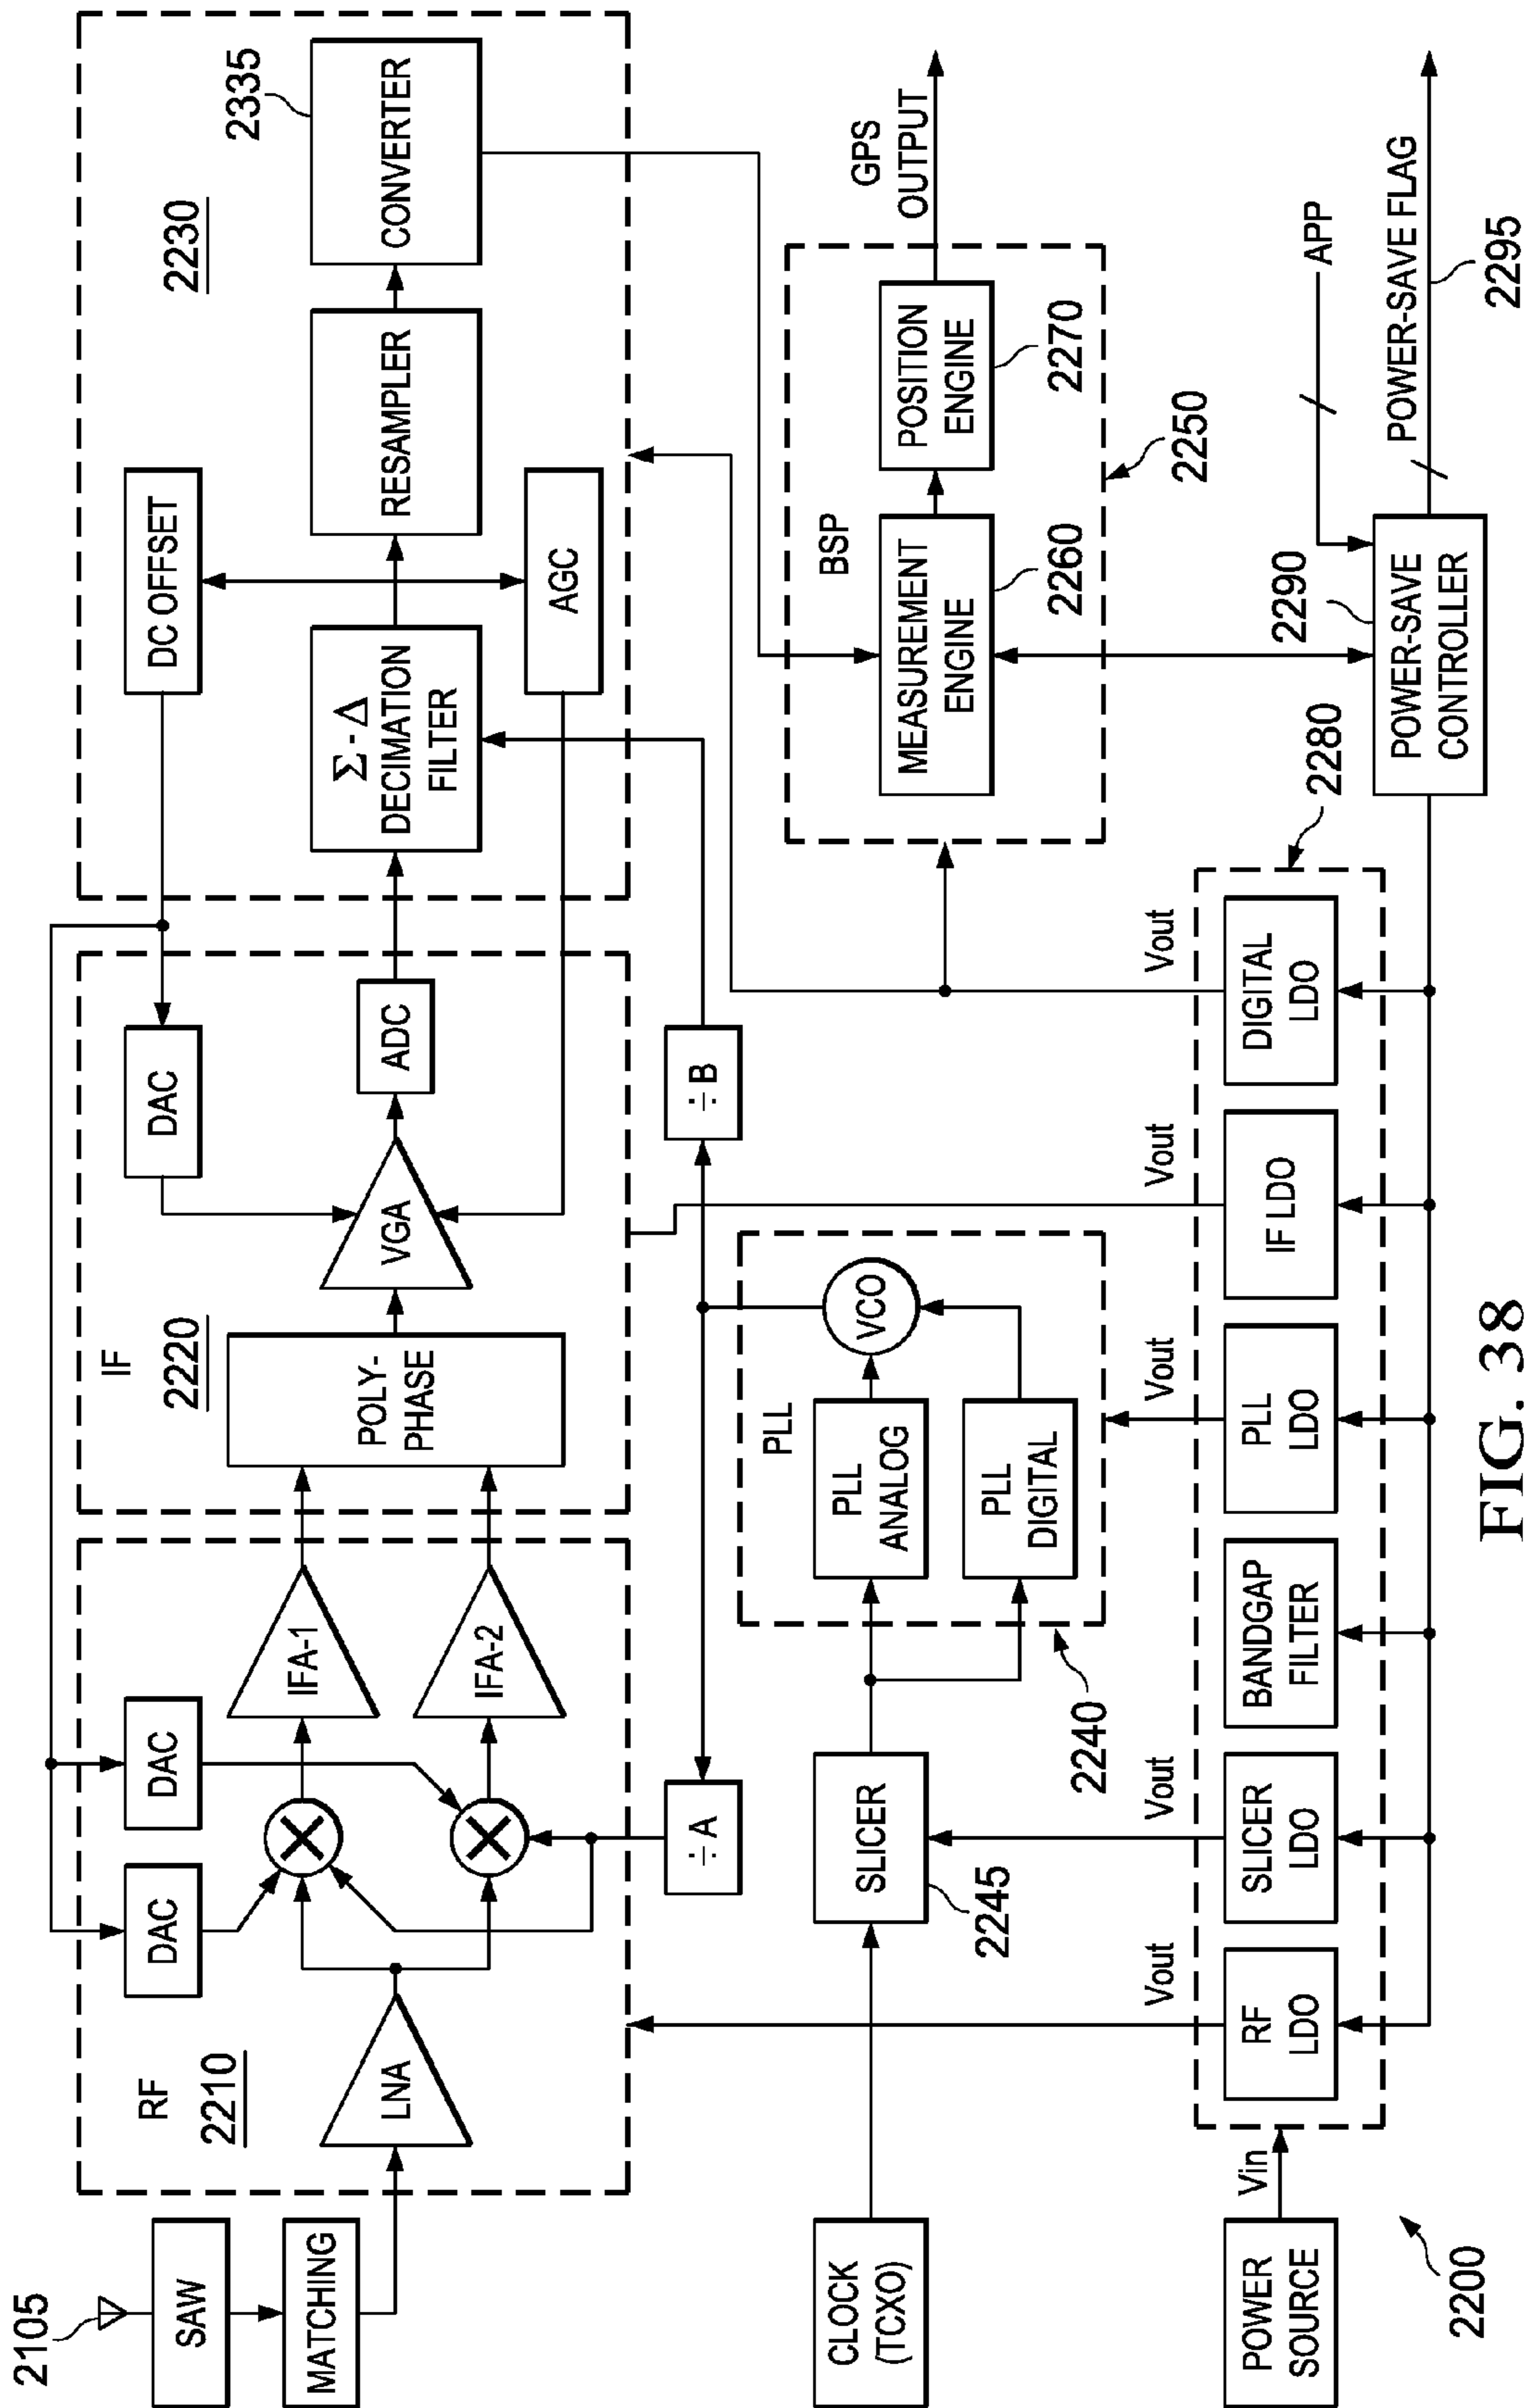 2105
SAW
MATCHING
RF
2210
LNA
DAC
DAC
IFA-1
IFA-2
IF
2220
POLY-
PHASE
DAC
VGA
ADC
2230
DC OFFSET
Σ - Δ
DECIMATION
FILTER
AGC
RESAMPLER
CONVERTER
2335
÷ A
÷ B
CLOCK
(TCXO)
SLICER
2245
PLL
PLL
ANALOG
PLL
DIGITAL
VCO
2240
BSP
MEASUREMENT
ENGINE
2260
POSITION
ENGINE
2270
2250
GPS
OUTPUT
POWER
SOURCE
Vin
RF
LDO
Vout
SLICER
LDO
Vout
BANDGAP
FILTER
PLL
LDO
Vout
IF LDO
Vout
DIGITAL
LDO
Vout
2280
2290
POWER-SAVE
CONTROLLER
APP
POWER-SAVE FLAG
2295
2200
FIG. 38